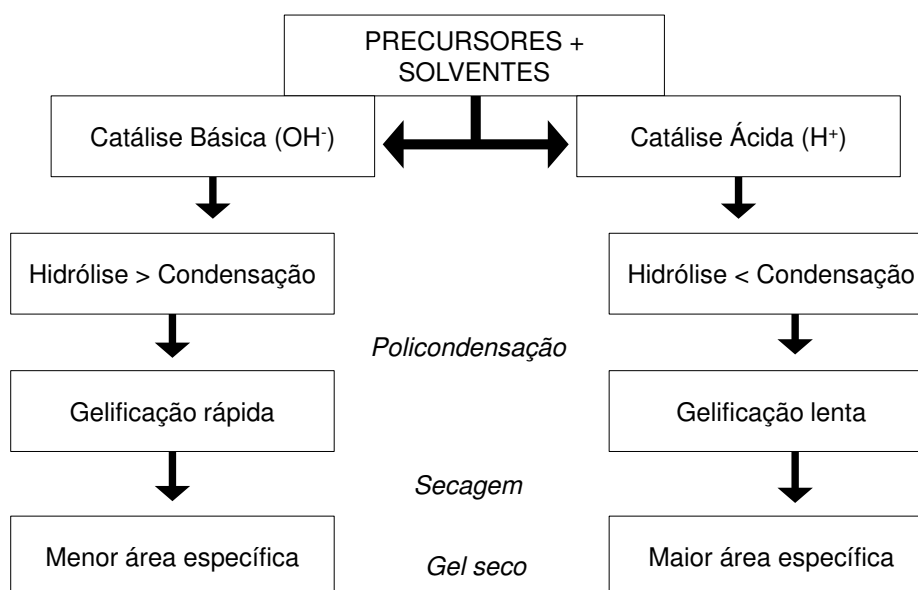 PRECURSORES +
SOLVENTES
Catálise Básica (OH⁻)
Catálise Ácida (H⁺)
Hidrólise > Condensação
Hidrólise < Condensação
Policondensação
Gelificação rápida
Gelificação lenta
Secagem
Menor área específica
Maior área específica
Gel seco